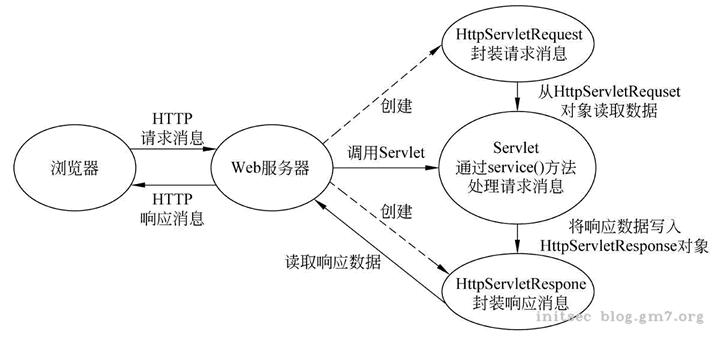 HttpServletRequest
封装请求消息
创建
从HttpServletRequset
对象读取数据
HTTP
请求消息
浏览器
Web服务器
调用Servlet
Servlet
通过service()方法
处理请求消息
HTTP
响应消息
创建
将响应数据写入
HttpServletResponse对象
读取响应数据
HttpServletRespone
封装响应消息
initsec blog.gm7.org